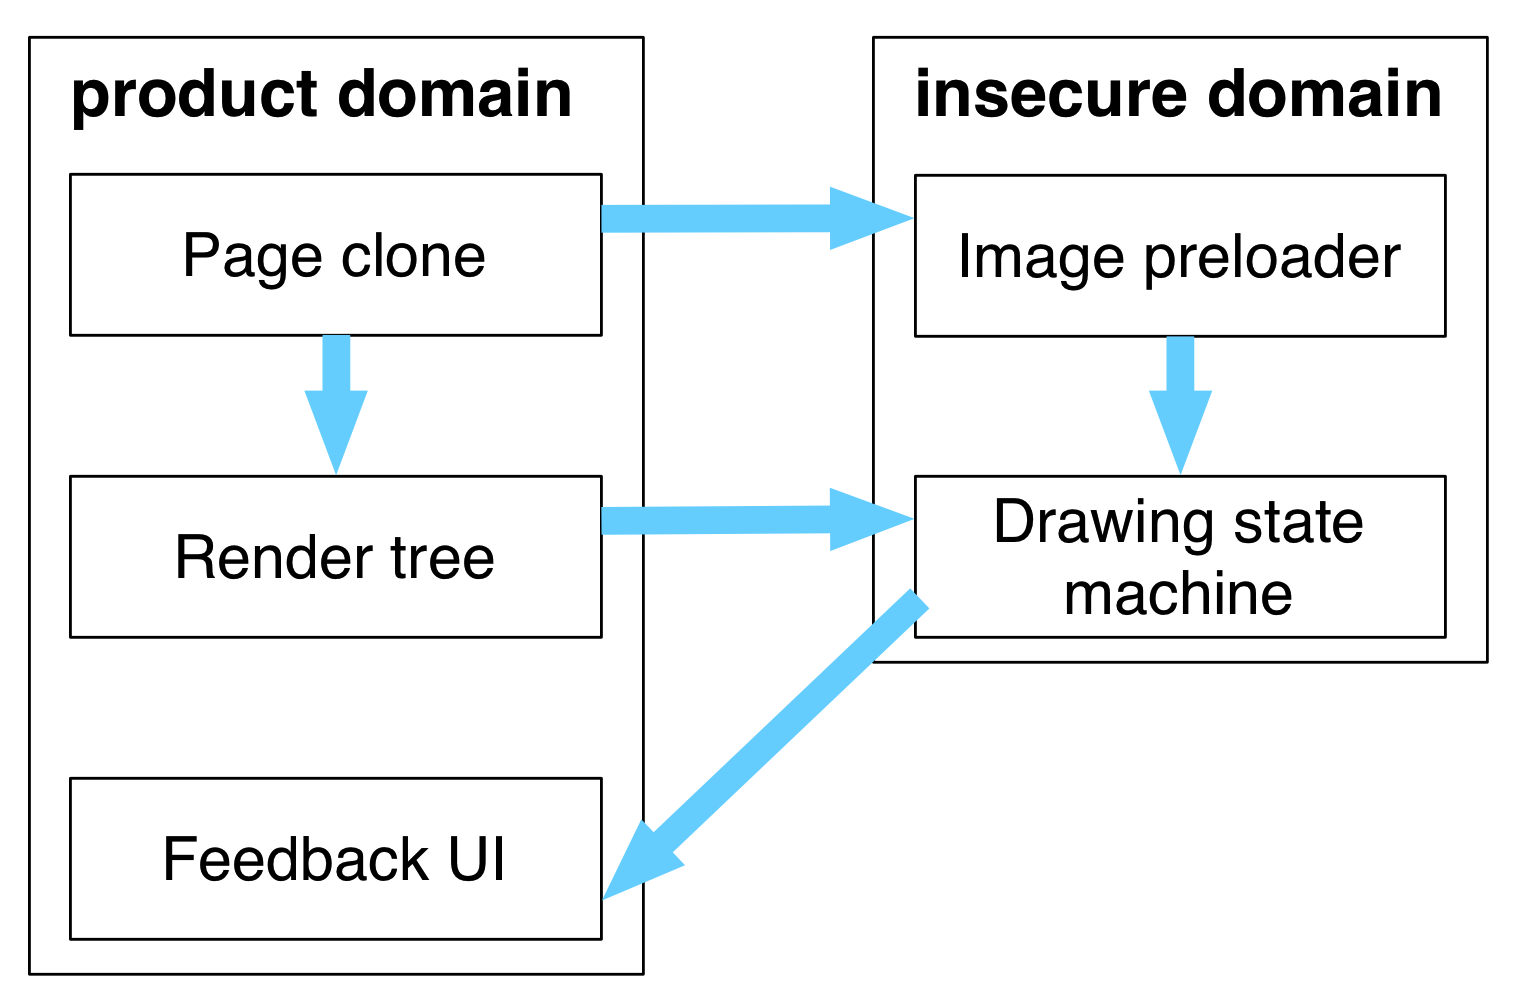 product domain
Page clone
Render tree
Feedback UI
insecure domain
Image preloader
Drawing state
machine